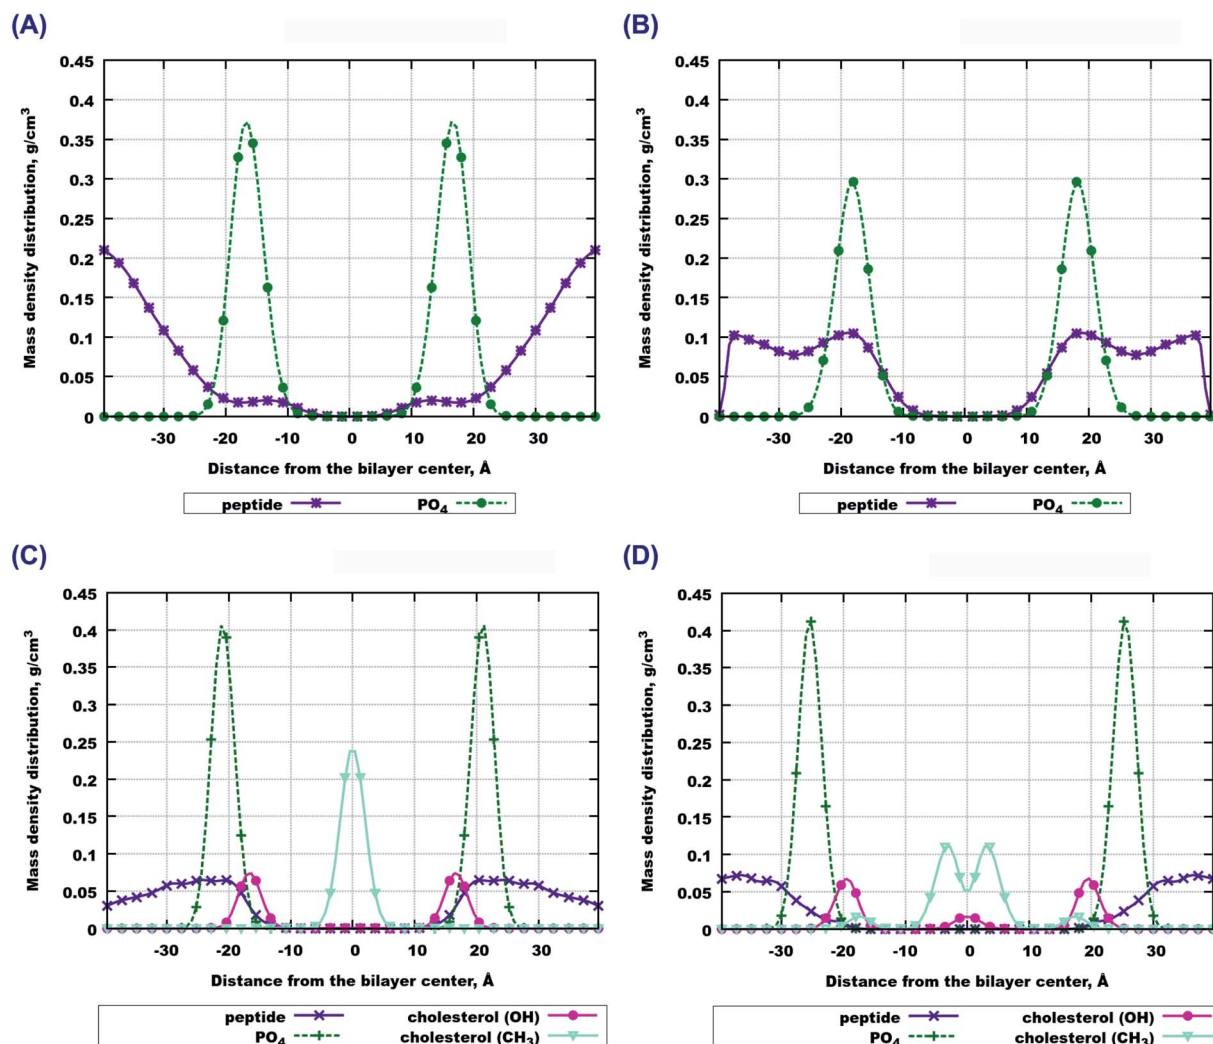 (A)
Mass density distribution, g/cm³
0.45
0.4
0.35
0.3
0.25
0.2
0.15
0.1
0.05
0
-30 -20 -10 0 10 20 30
Distance from the bilayer center, Å
peptide PO₄
(B)
Mass density distribution, g/cm³
0.45
0.4
0.35
0.3
0.25
0.2
0.15
0.1
0.05
0
-30 -20 -10 0 10 20 30
Distance from the bilayer center, Å
peptide PO₄
(C)
Mass density distribution, g/cm³
0.45
0.4
0.35
0.3
0.25
0.2
0.15
0.1
0.05
0
-30 -20 -10 0 10 20 30
Distance from the bilayer center, Å
peptide cholesterol (OH)
PO₄ cholesterol (CH₃)
(D)
Mass density distribution, g/cm³
0.45
0.4
0.35
0.3
0.25
0.2
0.15
0.1
0.05
0
-30 -20 -10 0 10 20 30
Distance from the bilayer center, Å
peptide cholesterol (OH)
PO₄ cholesterol (CH₃)